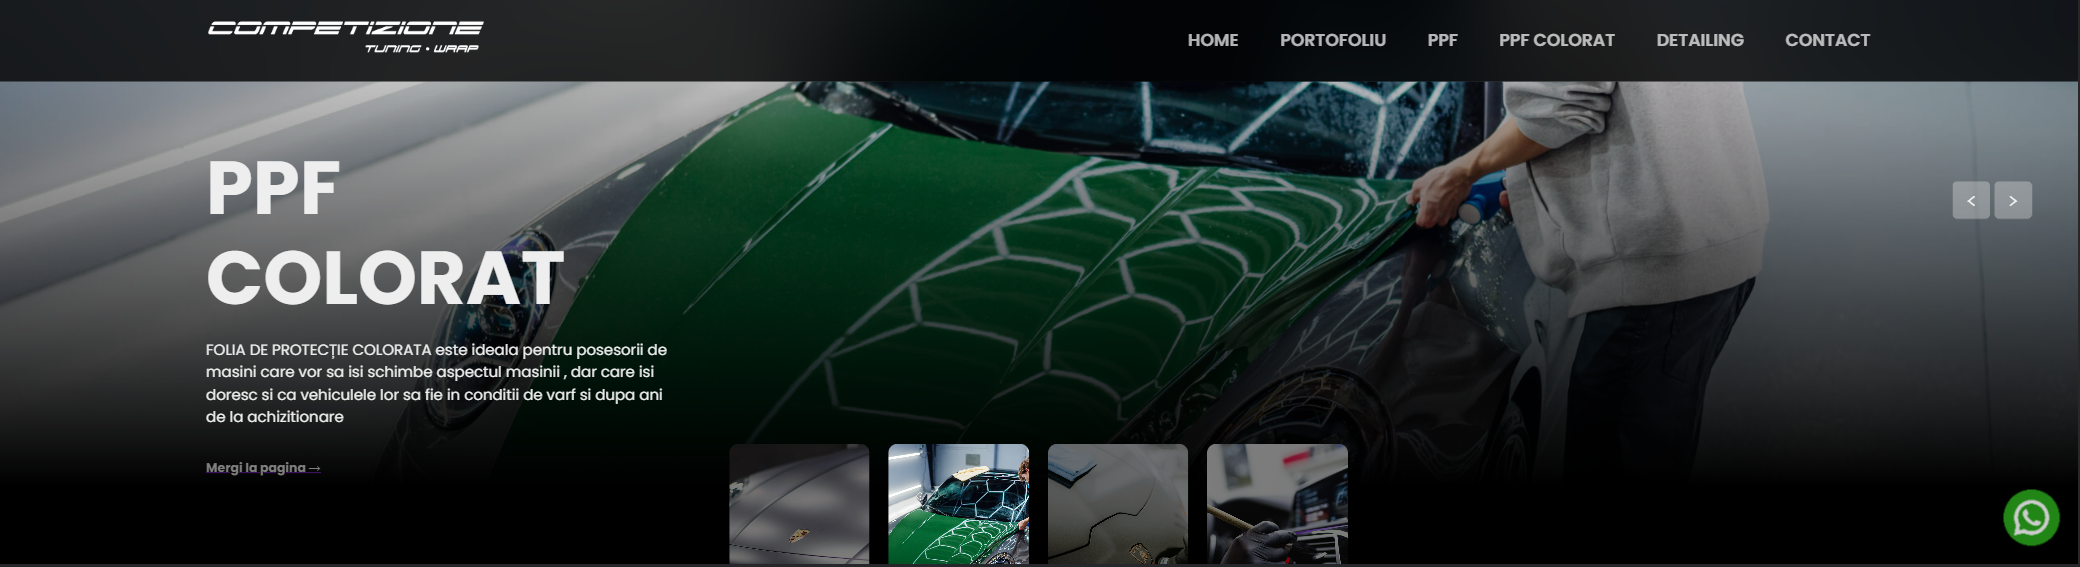 COMPETIZIONE
TUNING • WRAP
HOME PORTOFOLIU PPF PPF COLORAT DETAILING CONTACT
PPF
COLORAT
< >
FOLIA DE PROTECȚIE COLORATA este ideala pentru posesorii de
masini care vor sa isi schimbe aspectul masinii , dar care isi
doresc si ca vehiculele lor sa fie in conditii de varf si dupa ani
de la achizitionare
Mergi la pagina →